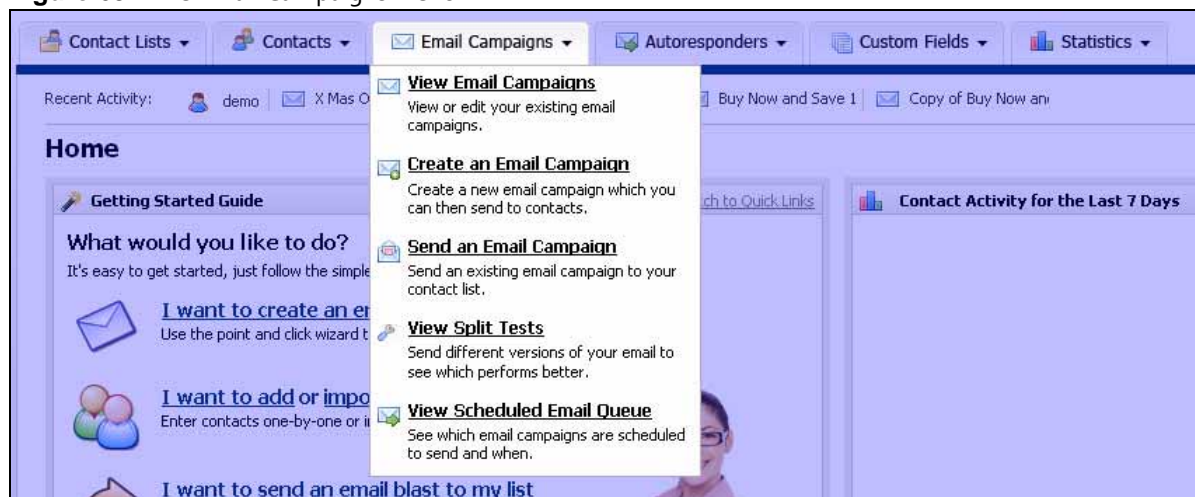 Contact Lists
Contacts
Email Campaigns
Autoresponders
Custom Fields
Statistics
Recent Activity:
demo
X Mas O
Buy Now and Save 1
Copy of Buy Now an
View Email Campaigns
View or edit your existing email
campaigns.
Home
Create an Email Campaign
Create a new email campaign which you
can then send to contacts.
Getting Started Guide
ch to Quick Links
Contact Activity for the Last 7 Days
What would you like to do?
It's easy to get started, just follow the simple
Send an Email Campaign
Send an existing email campaign to your
contact list.
I want to create an e
Use the point and click wizard t
View Split Tests
Send different versions of your email to
see which performs better.
I want to add or impo
Enter contacts one-by-one or i
View Scheduled Email Queue
See which email campaigns are scheduled
to send and when.
I want to send an email blast to my list